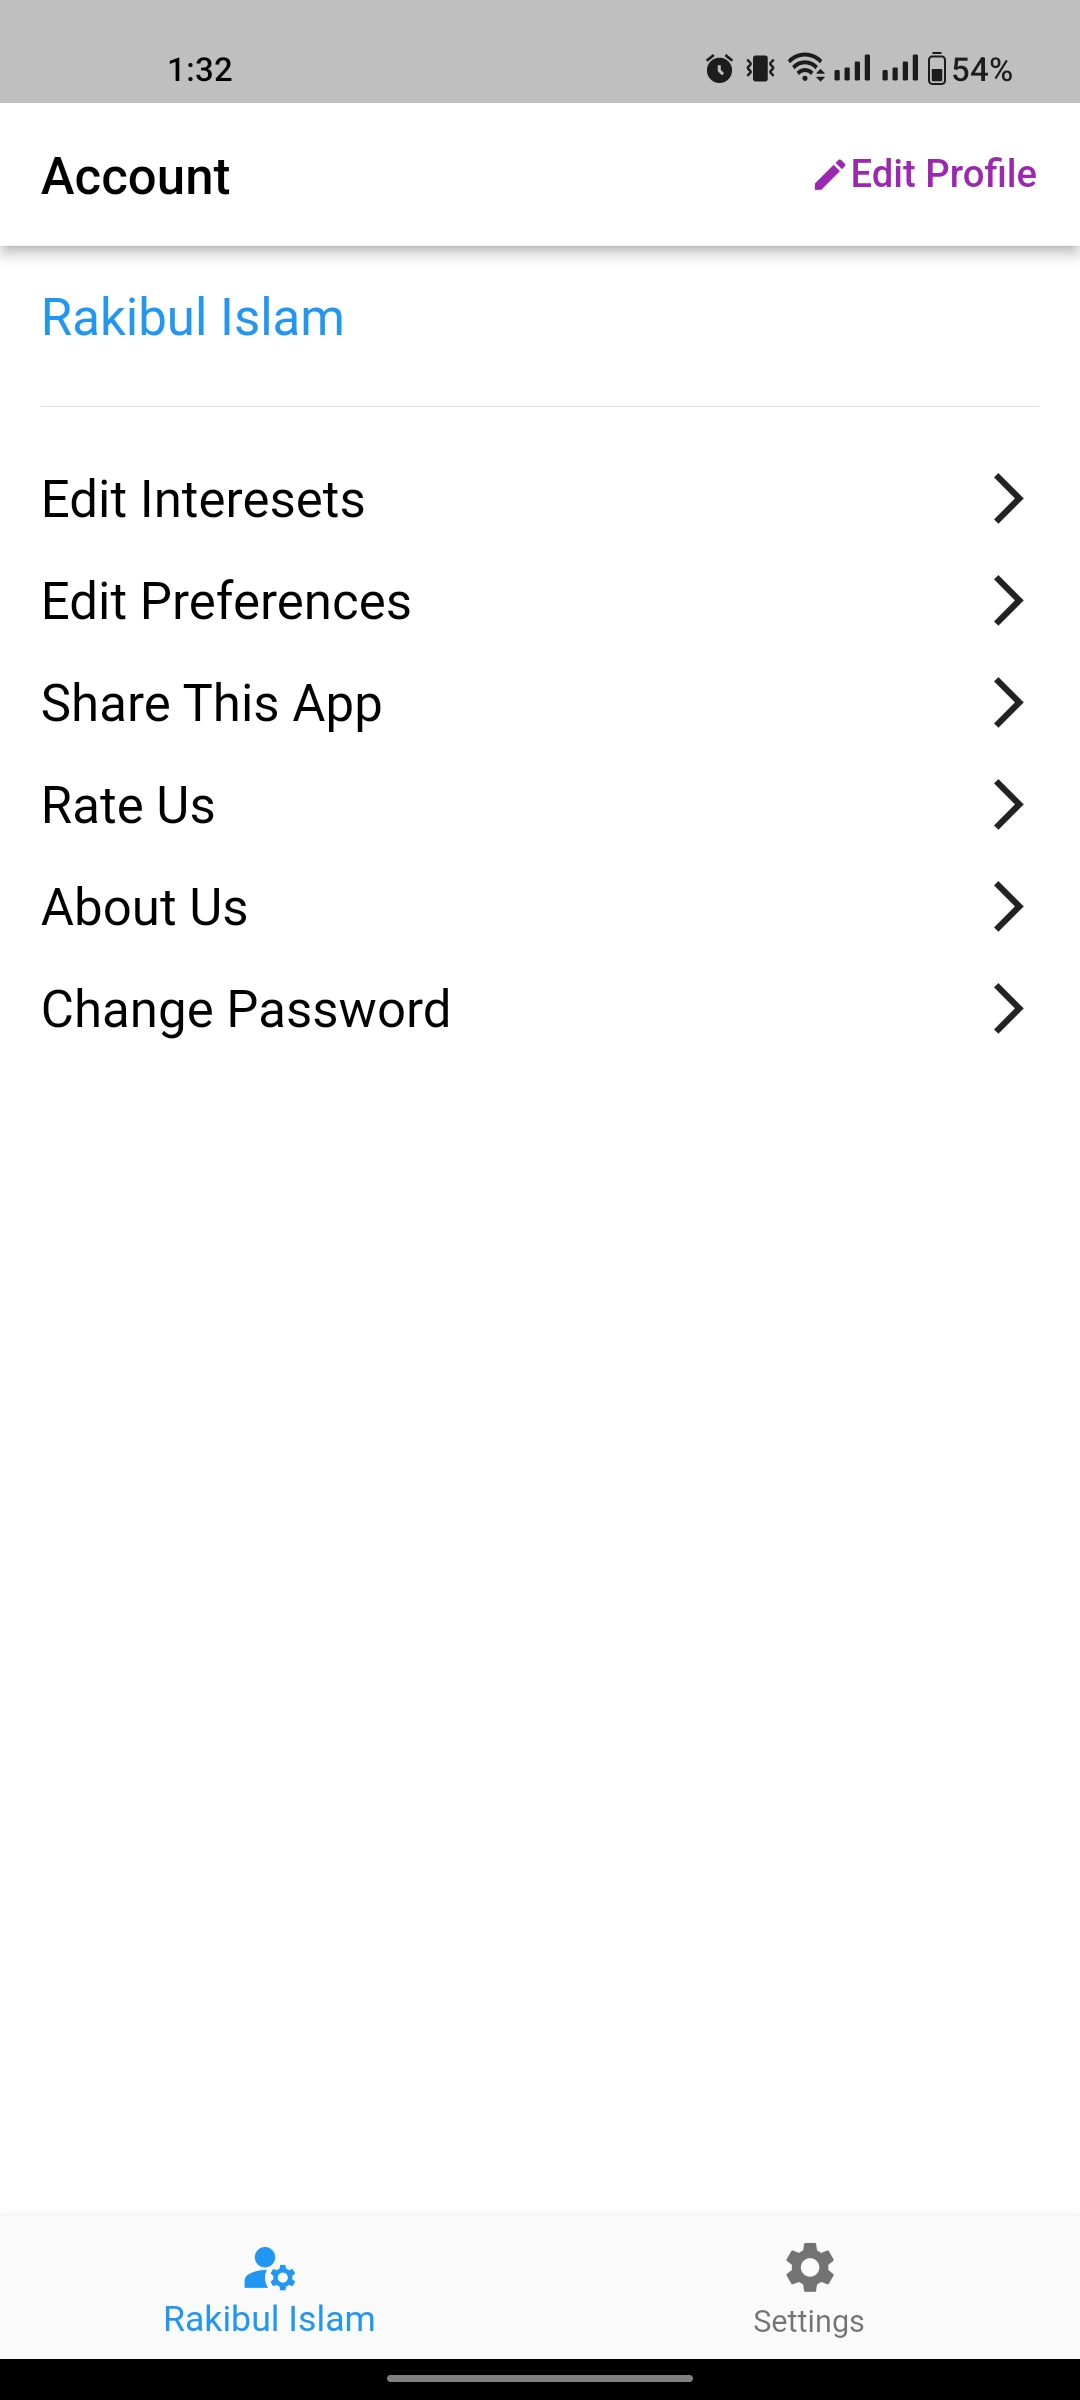 1:32
54%
Account
Edit Profile
Rakibul Islam
Edit Interesets
Edit Preferences
Share This App
Rate Us
About Us
Change Password
Rakibul Islam
Settings